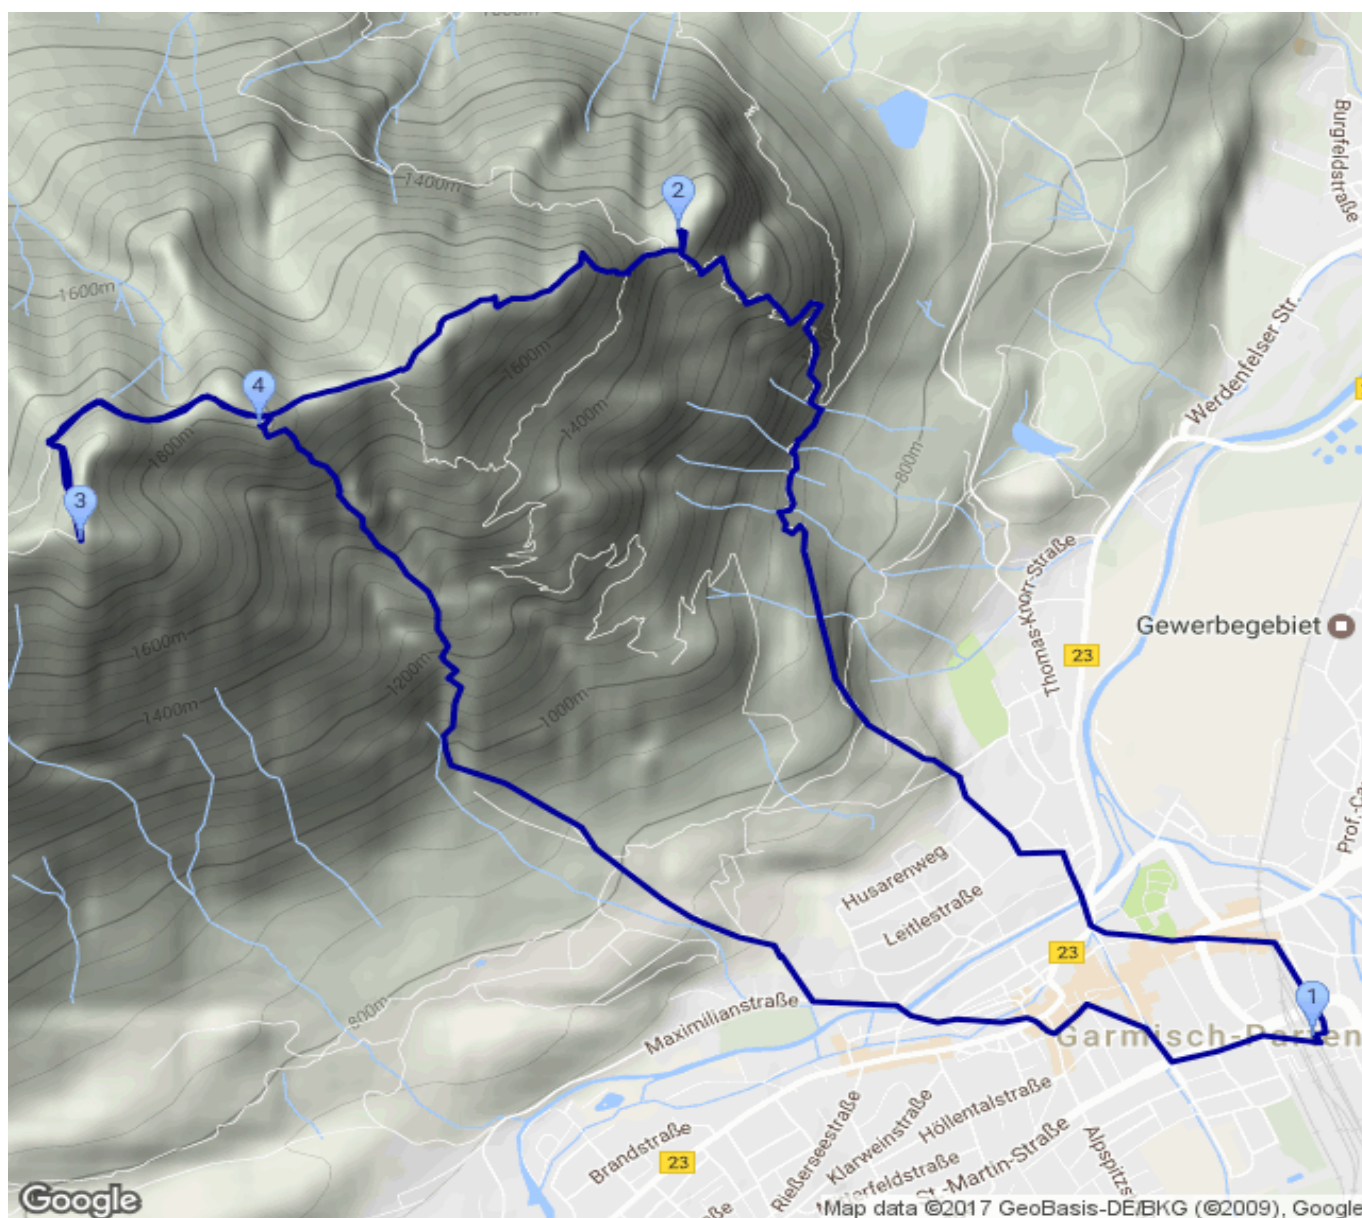 1400m
2
Burgfeldstraße
1600m
1600m
4
1400m
Werdenfelser Str.
1800m
800m
3
Thomas-Knorr-Straße
Gewerbegebiet
23
1600m
1200m
1400m
1000m
Husarenweg
Leitlestraße
23
800m
Maximilianstraße
1
Garmisch-Parten
Höllentalstraße
Brandstraße
Rießerseestraße
Klarweinstraße
St.-Martin-Straße
23
Google
Map data ©2017 GeoBasis-DE/BKG (©2009), Google